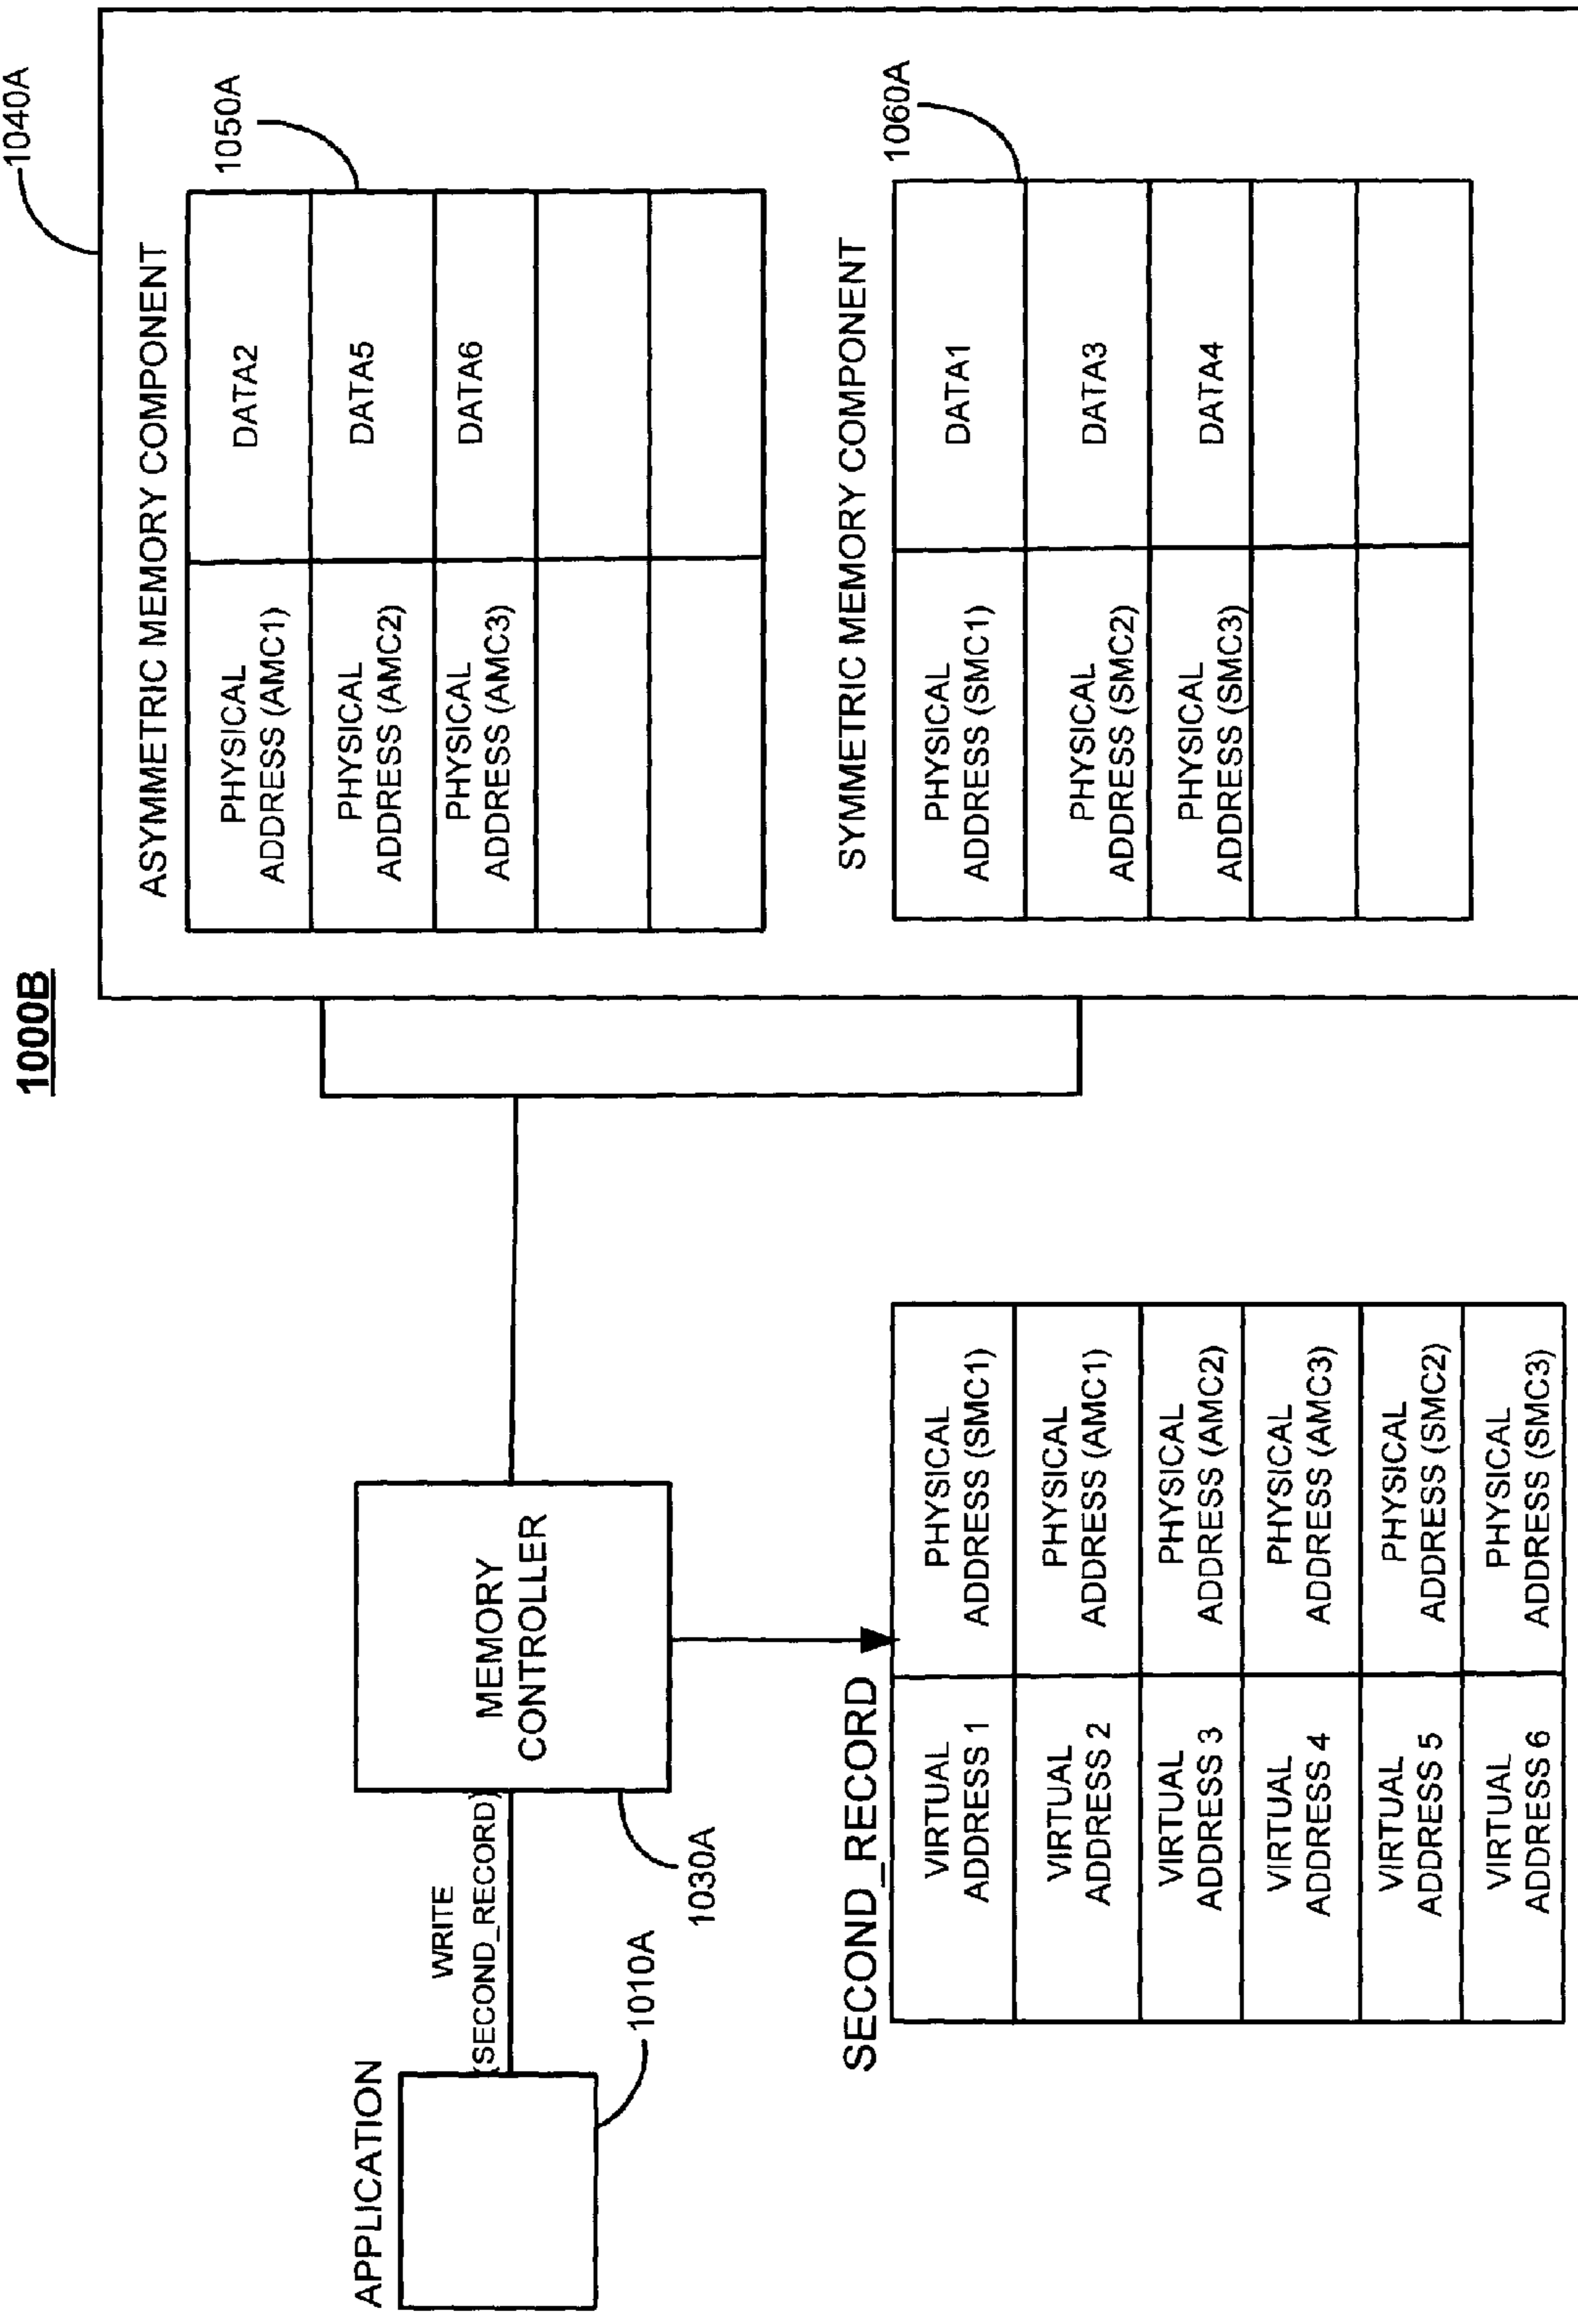 1000B
1040A
ASYMMETRIC MEMORY COMPONENT
1050A
PHYSICAL
ADDRESS (AMC1)
DATA2
PHYSICAL
ADDRESS (AMC2)
DATA5
PHYSICAL
ADDRESS (AMC3)
DATA6
SYMMETRIC MEMORY COMPONENT
1060A
PHYSICAL
ADDRESS (SMC1)
DATA1
PHYSICAL
ADDRESS (SMC2)
DATA3
PHYSICAL
ADDRESS (SMC3)
DATA4
APPLICATION
1010A
WRITE
(SECOND_RECORD)
MEMORY
CONTROLLER
1030A
SECOND_RECORD
VIRTUAL
ADDRESS 1
PHYSICAL
ADDRESS (SMC1)
VIRTUAL
ADDRESS 2
PHYSICAL
ADDRESS (AMC1)
VIRTUAL
ADDRESS 3
PHYSICAL
ADDRESS (AMC2)
VIRTUAL
ADDRESS 4
PHYSICAL
ADDRESS (AMC3)
VIRTUAL
ADDRESS 5
PHYSICAL
ADDRESS (SMC2)
VIRTUAL
ADDRESS 6
PHYSICAL
ADDRESS (SMC3)